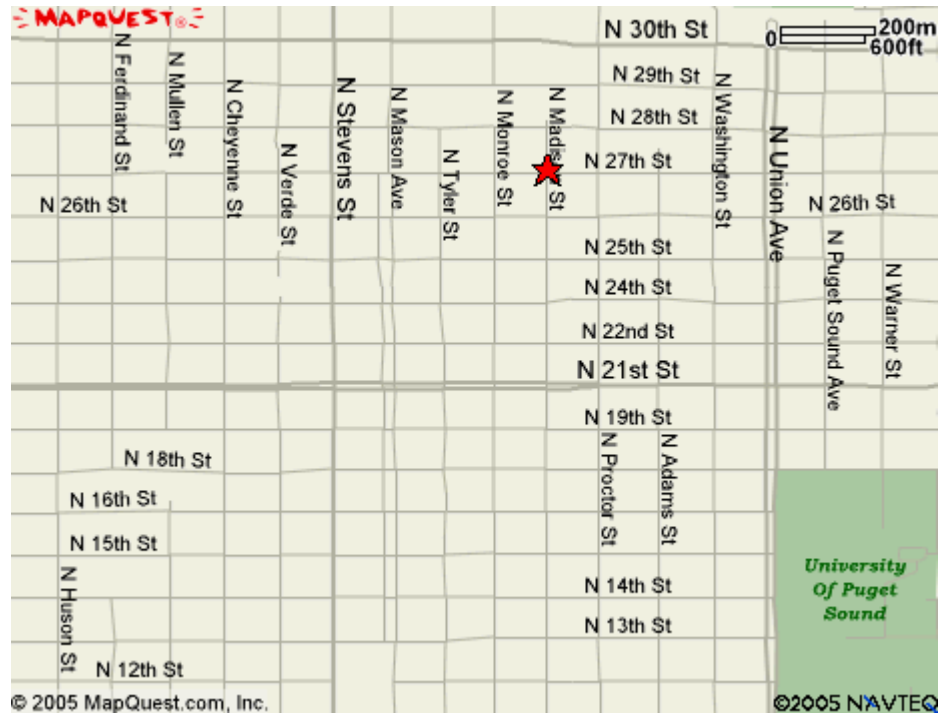 MAPQUEST
N 30th St
0 200m
600ft
N 29th St
N 28th St
N 27th St
N 26th St
N 26th St
N 25th St
N 24th St
N 22nd St
N 21st St
N 19th St
N 18th St
N 16th St
N 15th St
N 14th St
N 13th St
N 12th St
N Ferdinand St
N Mullen St
N Cheyenne St
N Verde St
N Stevens St
N Mason Ave
N Tyler St
N Monroe St
N Madison St
N Washington St
N Union Ave
N Puget Sound Ave
N Warner St
N Proctor St
N Adams St
N Huson St
University
Of Puget
Sound
© 2005 MapQuest.com, Inc.
©2005 NAVTEQ